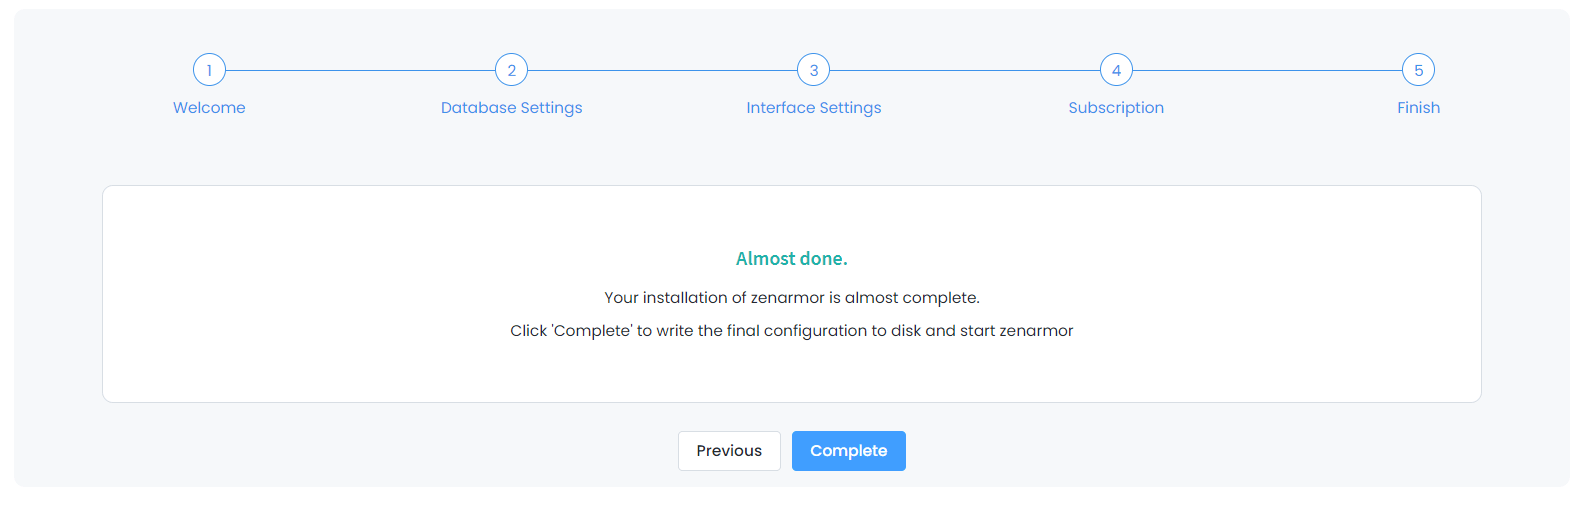 1
2
3
4
5
Welcome
Database Settings
Interface Settings
Subscription
Finish
Almost done.
Your installation of zenarmor is almost complete.
Click 'Complete' to write the final configuration to disk and start zenarmor
Previous
Complete